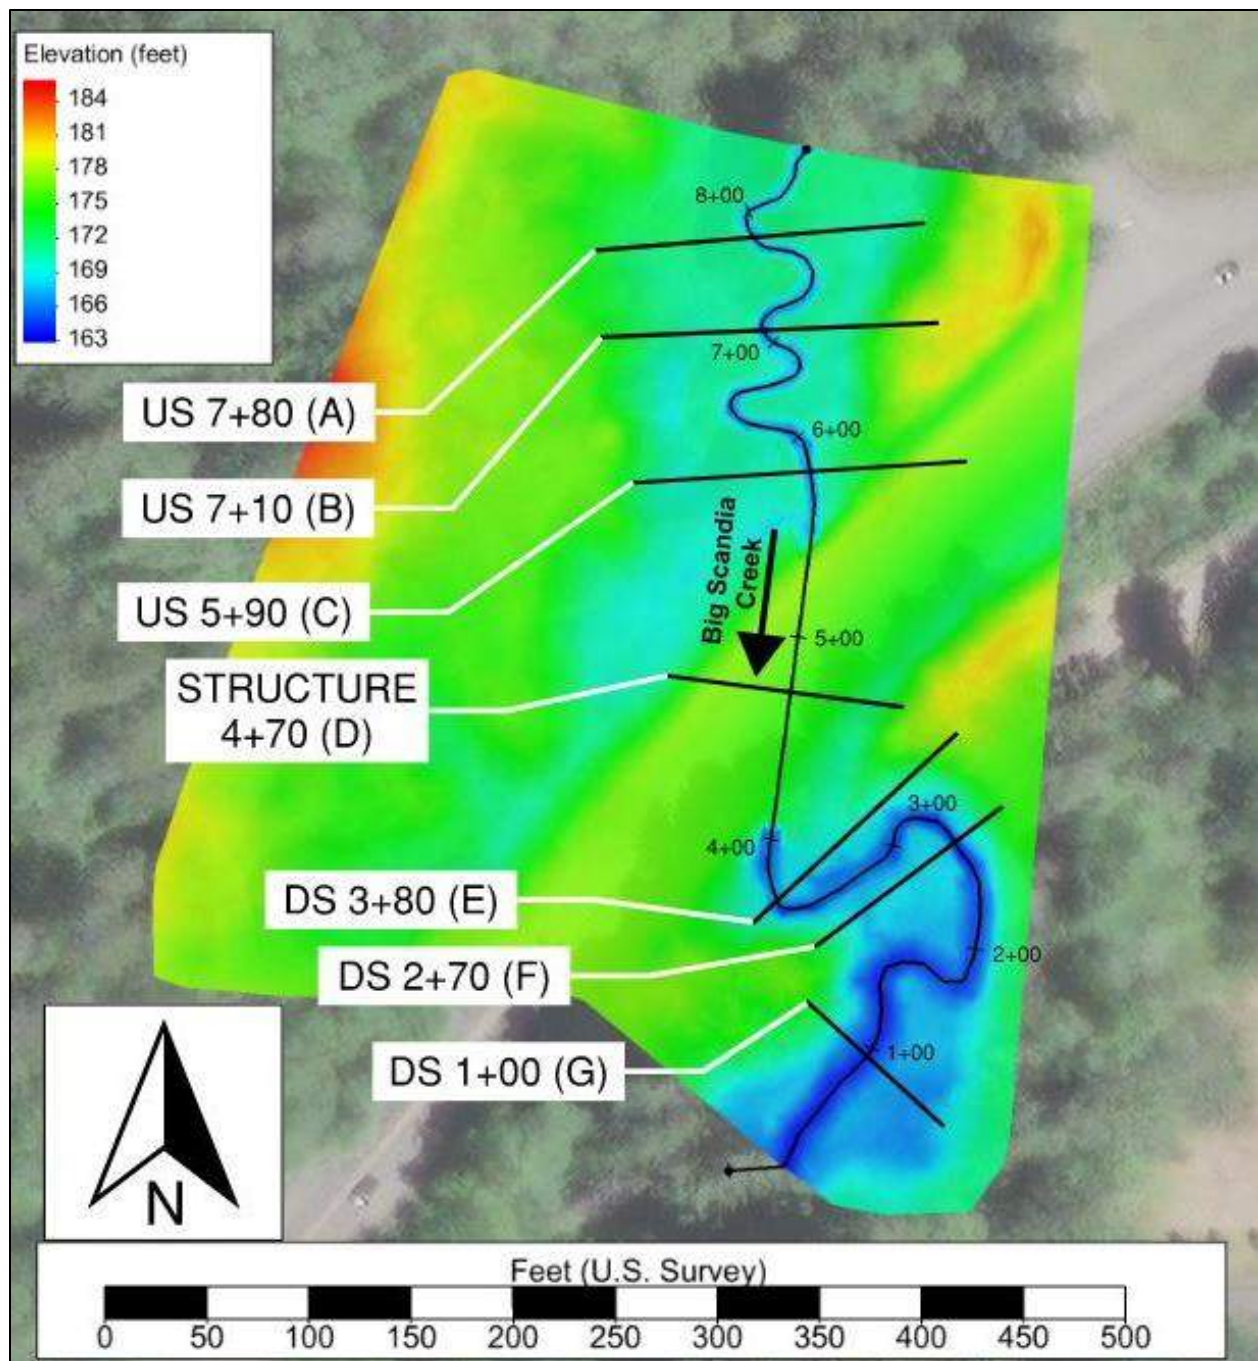 Elevation (feet)
184
181
178
175
172
169
166
163
8+00
7+00
6+00
US 7+80 (A)
US 7+10 (B)
US 5+90 (C)
Big Scandia
Creek
5+00
STRUCTURE
4+70 (D)
3+00
4+00
DS 3+80 (E)
2+00
DS 2+70 (F)
1+00
DS 1+00 (G)
N
Feet (U.S. Survey)
0 50 100 150 200 250 300 350 400 450 500